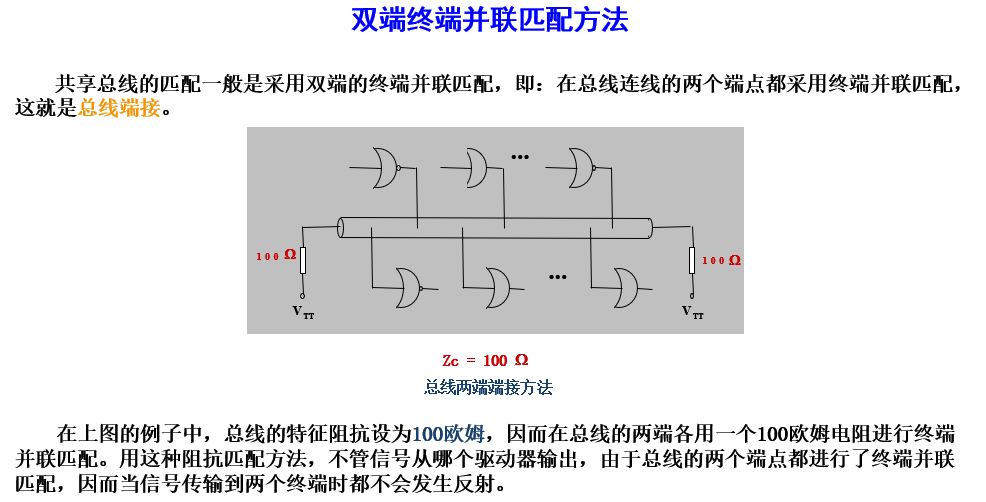 双端终端并联匹配方法
共享总线的匹配一般是采用双端的终端并联匹配，即：在总线连线的两个端点都采用终端并联匹配，
这就是总线端接。
...
100 Ω
100 Ω
...
VTT
VTT
Zc = 100 Ω
总线两端端接方法
在上图的例子中，总线的特征阻抗设为100欧姆，因而在总线的两端各用一个100欧姆电阻进行终端
并联匹配。用这种阻抗匹配方法，不管信号从哪个驱动器输出，由于总线的两个端点都进行了终端并联
匹配，因而当信号传输到两个终端时都不会发生反射。